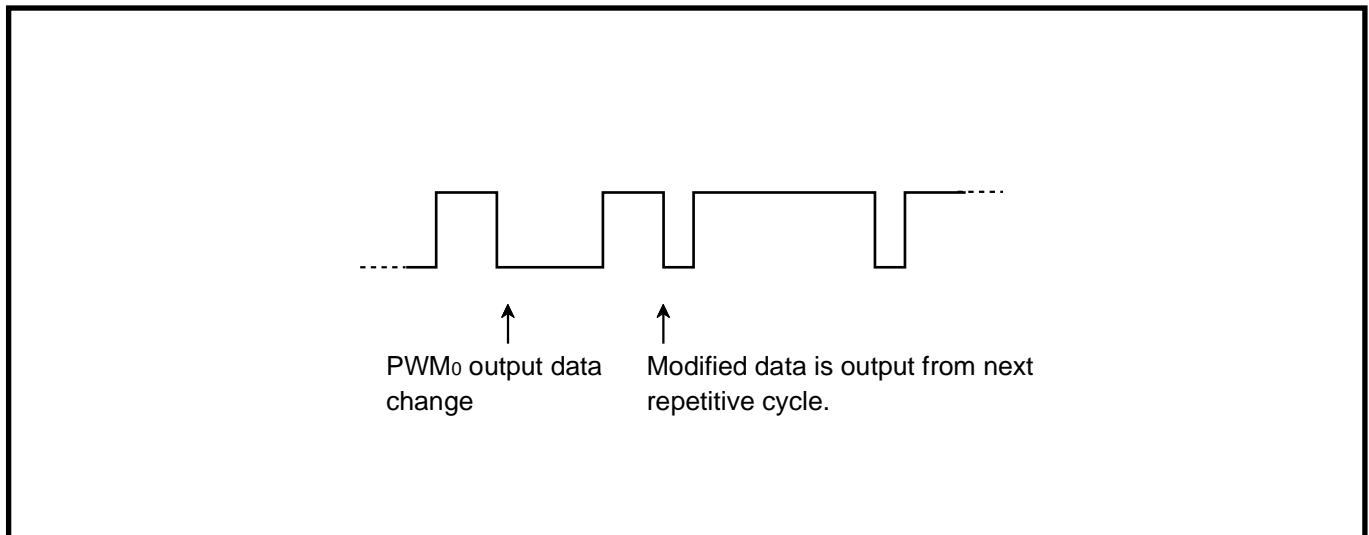 PWM0 output data
change
Modified data is output from next
repetitive cycle.